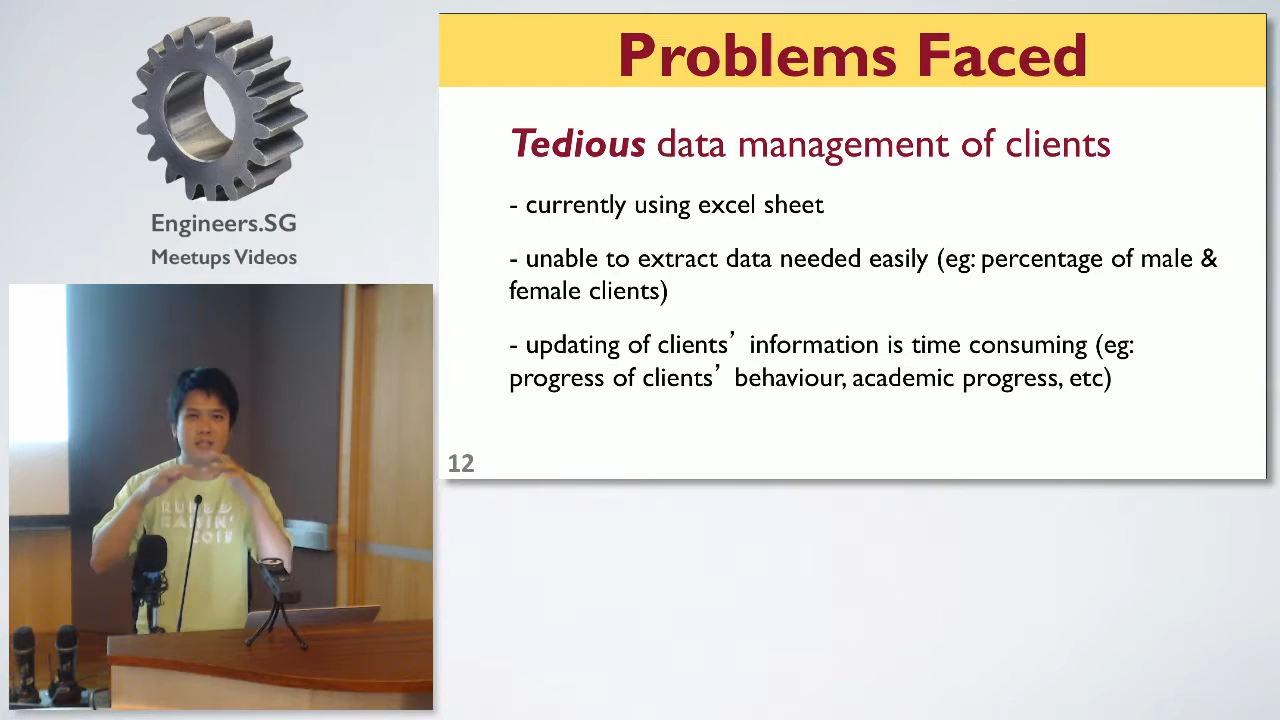 Problems Faced
Tedious data management of clients
- currently using excel sheet
- unable to extract data needed easily (eg: percentage of male &
female clients)
- updating of clients’ information is time consuming (eg:
progress of clients’ behaviour, academic progress, etc)
12
Engineers.SG
Meetups Videos
2015